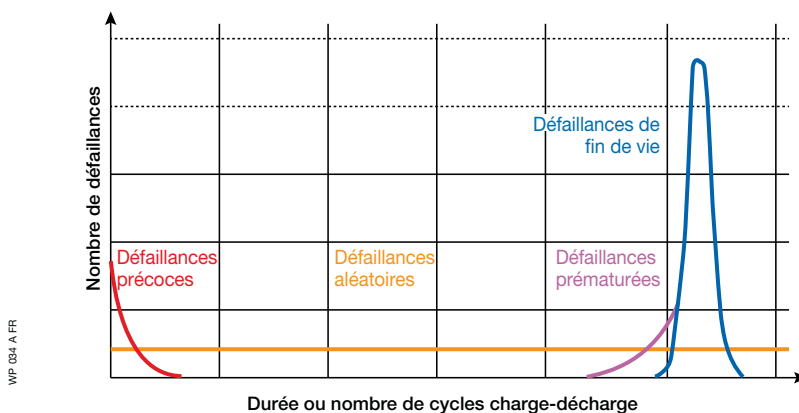 Nombre de défaillances
Défaillances de
fin de vie
Défaillances
précoces
Défaillances
aléatoires
Défaillances
prématurées
WP 034 A FR
Durée ou nombre de cycles charge-décharge